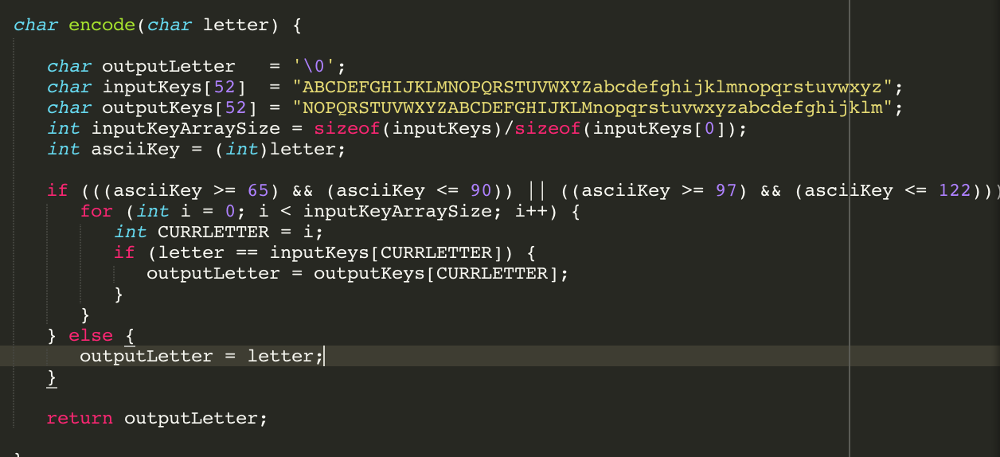 char encode(char letter) {
char outputLetter   = '\0';
char inputKeys[52]  = "ABCDEFGHIJKLMNOPQRSTUVWXYZabcdefghijklmnopqrstuvwxyz";
char outputKeys[52] = "NOPQRSTUVWXYZABCDEFGHIJKLMnopqrstuvwxyzabcdefghijklm";
int inputKeyArraySize = sizeof(inputKeys)/sizeof(inputKeys[0]);
int asciiKey = (int)letter;
if (((asciiKey >= 65) && (asciiKey <= 90)) || ((asciiKey >= 97) && (asciiKey <= 122)))
for (int i = 0; i < inputKeyArraySize; i++) {
int CURRLETTER = i;
if (letter == inputKeys[CURRLETTER]) {
outputLetter = outputKeys[CURRLETTER];
}
}
} else {
outputLetter = letter;
}
return outputLetter;
}